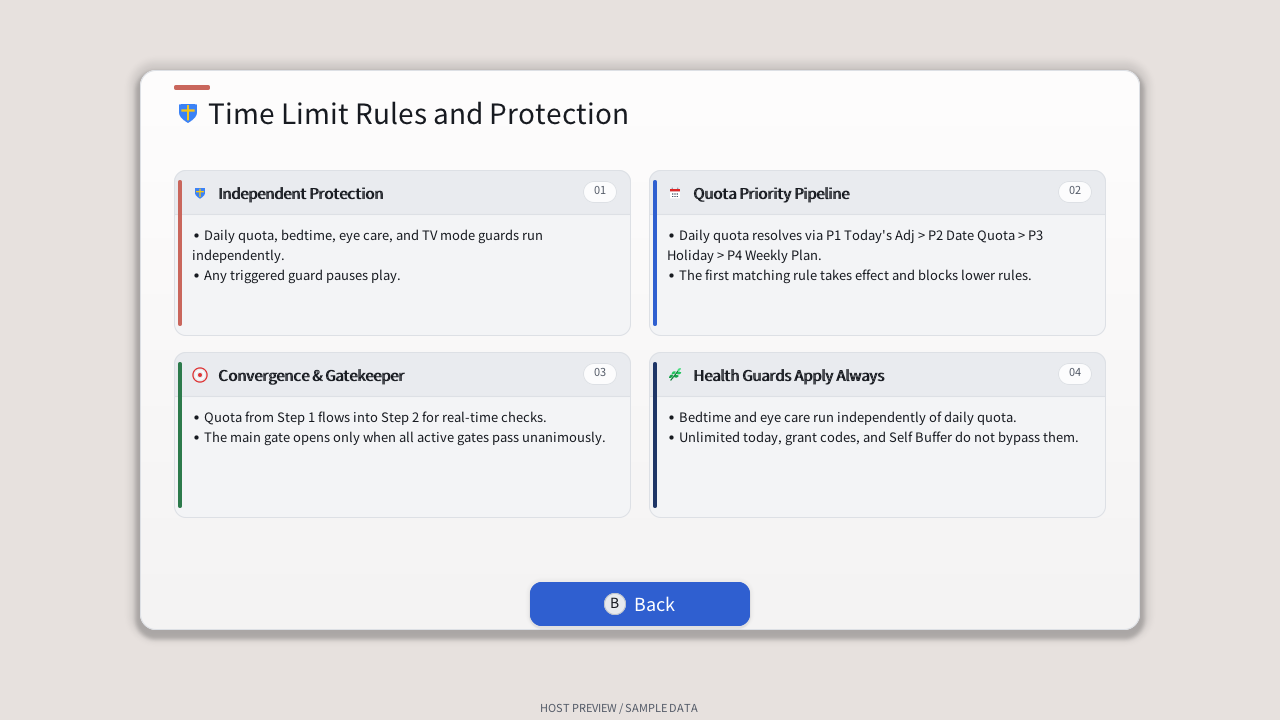 Time Limit Rules and Protection
Independent Protection
01
• Daily quota, bedtime, eye care, and TV mode guards run
independently.
• Any triggered guard pauses play.
Quota Priority Pipeline
02
• Daily quota resolves via P1 Today's Adj > P2 Date Quota > P3
Holiday > P4 Weekly Plan.
• The first matching rule takes effect and blocks lower rules.
Convergence & Gatekeeper
03
• Quota from Step 1 flows into Step 2 for real-time checks.
• The main gate opens only when all active gates pass unanimously.
Health Guards Apply Always
04
• Bedtime and eye care run independently of daily quota.
• Unlimited today, grant codes, and Self Buffer do not bypass them.
B Back
HOST PREVIEW / SAMPLE DATA